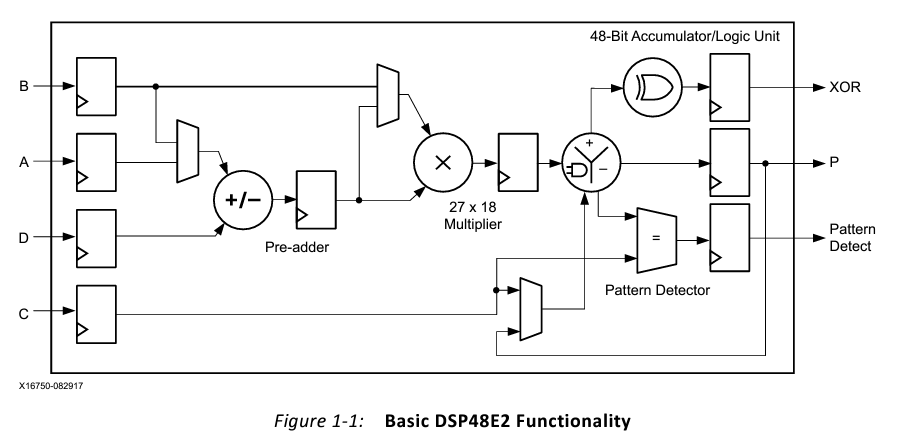 48-Bit Accumulator/Logic Unit
B
XOR
A
+
−
P
+/−
×
27 x 18
Multiplier
D
Pre-adder
=
Pattern
Detect
Pattern Detector
C
X16750-082917
Figure 1-1: Basic DSP48E2 Functionality